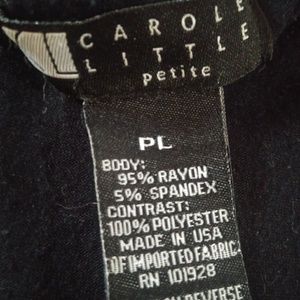 CAROLE
LITTLE
petite
PL
BODY:
95% RAYON
5% SPANDEX
CONTRAST:
100% POLYESTER
MADE IN USA
OF IMPORTED FABRIC
RN 101928
REVERSE